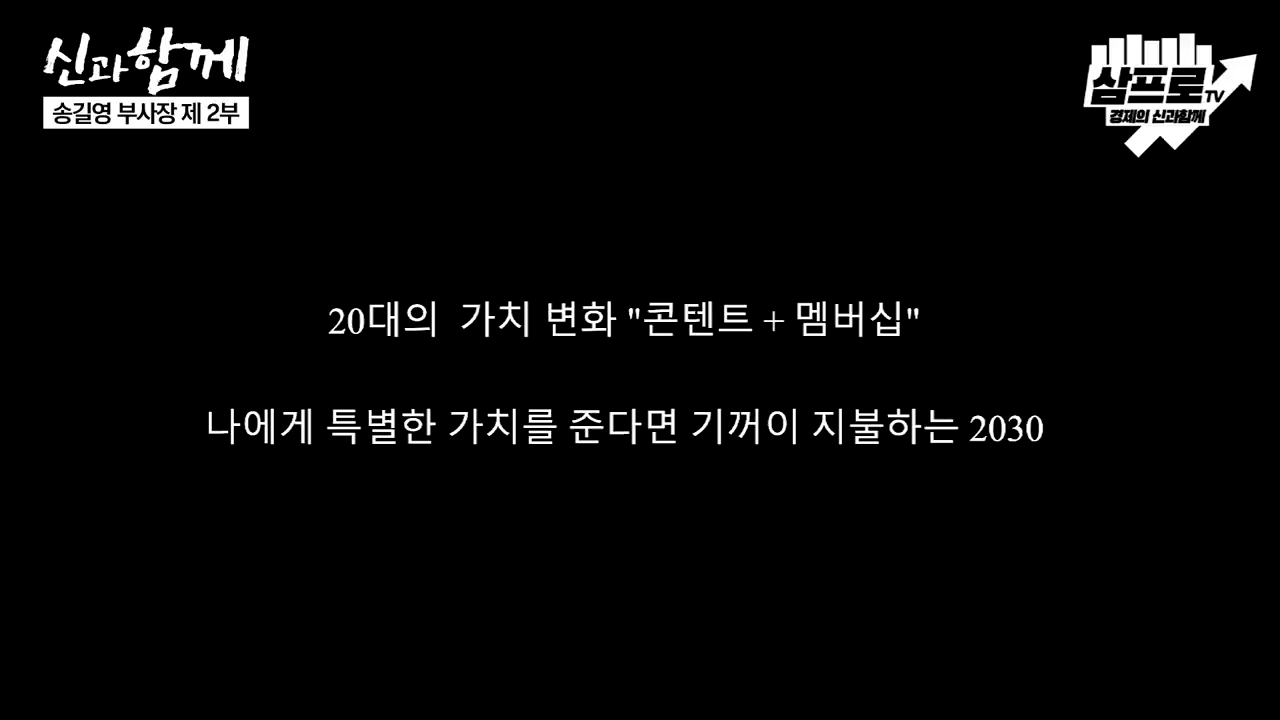 신과함께
송길영 부사장 제 2부
삼프로TV
경제의 신과함께
20대의 가치 변화 "콘텐트 + 멤버십"
나에게 특별한 가치를 준다면 기꺼이 지불하는 2030